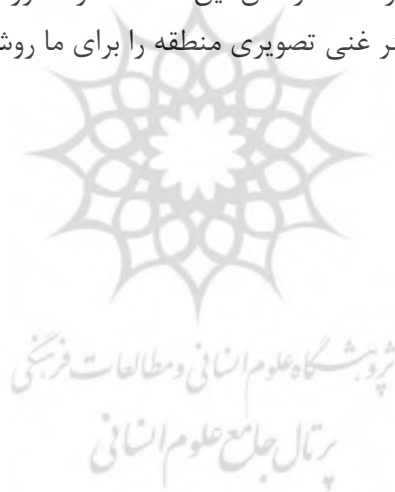 غنی تصویری منطقه را برای ما
پژوهشگاه علوم انسانی و مطالعات فرهنگی
پرتال جامع علوم انسانی